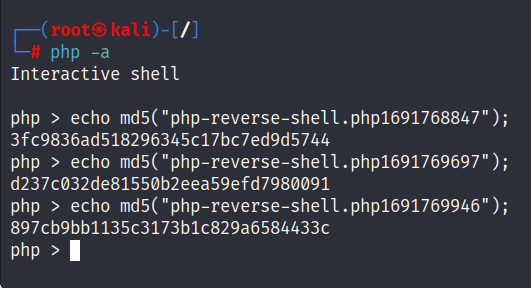 ┌──(root㉿kali)-[/]
└─# php -a
Interactive shell

php > echo md5("php-reverse-shell.php1691768847");
3fc9836ad518296345c17bc7ed9d5744
php > echo md5("php-reverse-shell.php1691769697");
d237c032de81550b2eea59efd7980091
php > echo md5("php-reverse-shell.php1691769946");
897cb9bb1135c3173b1c829a6584433c
php >